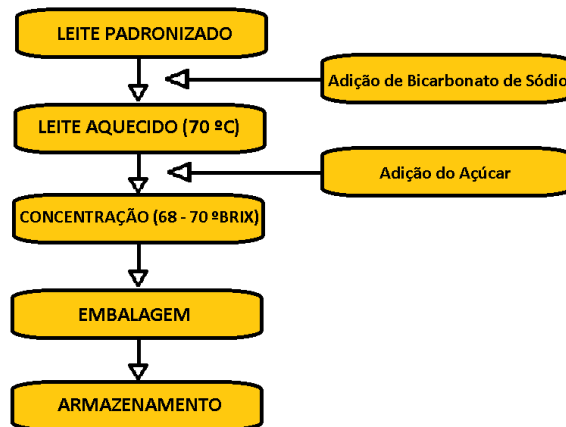 LEITE PADRONIZADO
Adição de Bicarbonato de Sódio
LEITE AQUECIDO (70 ºC)
Adição do Açúcar
CONCENTRAÇÃO (68 - 70 ºBRIX)
EMBALAGEM
ARMAZENAMENTO